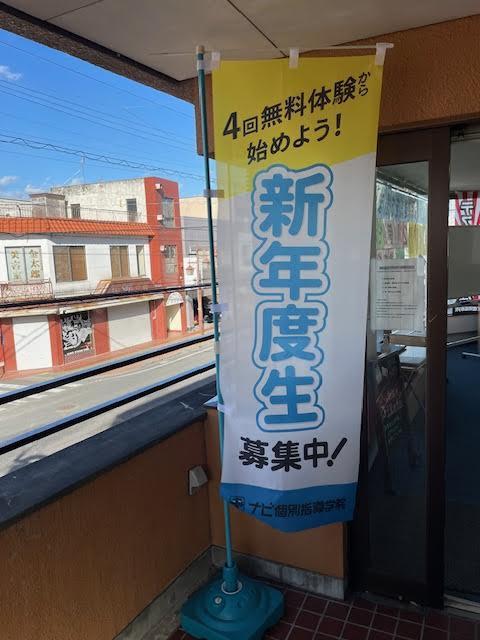 4回無料体験から
始めよう!
新年度生
募集中!
ナビ個別指導学院